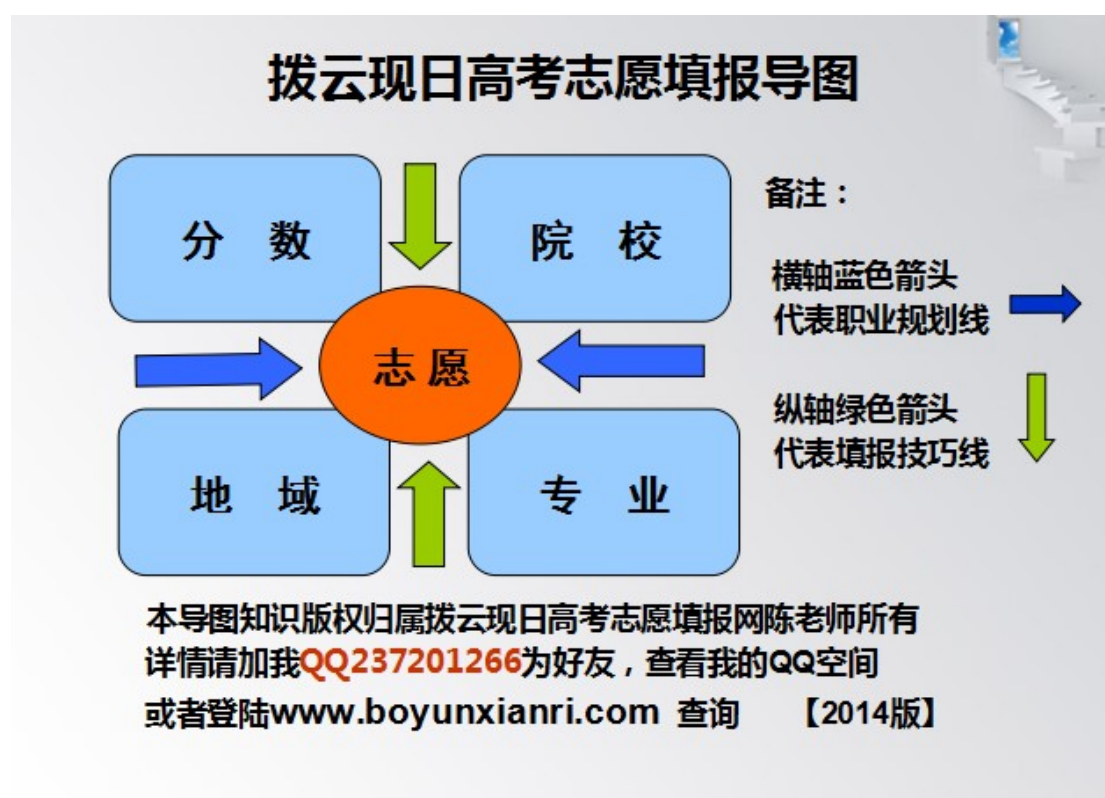 拨云现日高考志愿填报导图
分 数
院 校
备注：
横轴蓝色箭头
代表职业规划线
志愿
纵轴绿色箭头
代表填报技巧线
地 域
专 业
本导图知识版权归属拨云现日高考志愿填报网陈老师所有
详情请加我QQ237201266为好友，查看我的QQ空间
或者登陆www.boyunxianri.com 查询 【2014版】